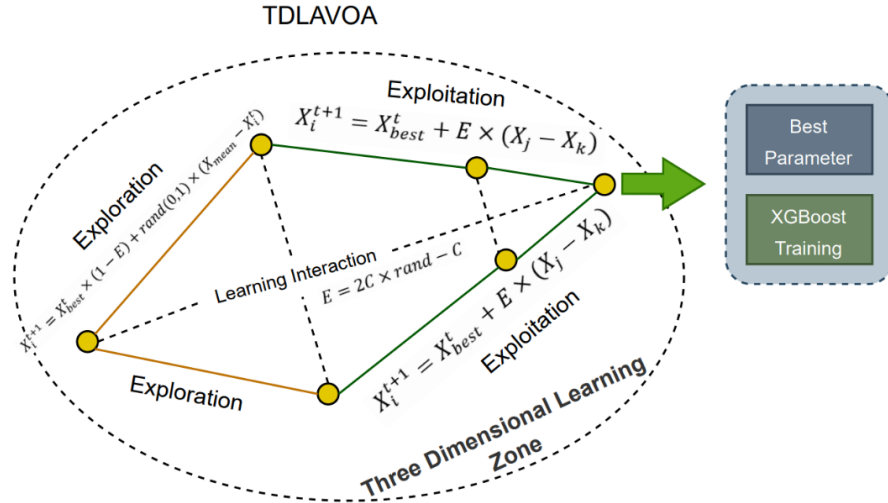 TDLAVOA
Exploitation
X_i^{t+1} = X_{best}^t + E × (X_j − X_k)
Exploration
X_i^{t+1} = X_{best}^t × (1 − E) + rand(0,1) × (X_{mean} − X_i^t)
Learning Interaction
E = 2C × rand − C
X_i^{t+1} = X_{best}^t + E × (X_j − X_k)
Exploitation
Exploration
Three Dimensional Learning
Zone
Best
Parameter
XGBoost
Training